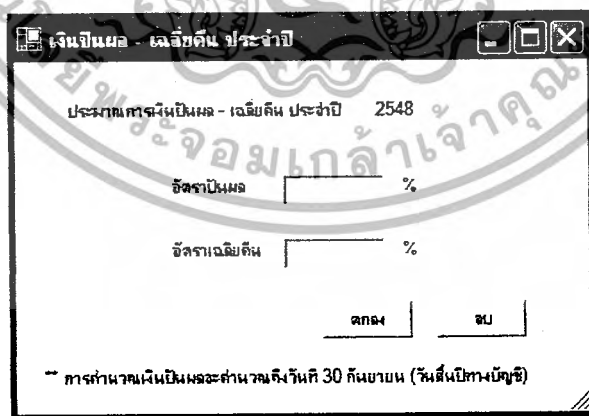 เงินปันผล - เฉลี่ยคืน ประจำปี
ประมาณการเงินปันผล - เฉลี่ยคืน ประจำปี 2548
อัตราปันผล %
อัตราเฉลี่ยคืน %
ตกลง ลบ
** การคำนวณเงินปันผลจะคำนวณถึงวันที่ 30 กันยายน (วันสิ้นปีทางบัญชี)